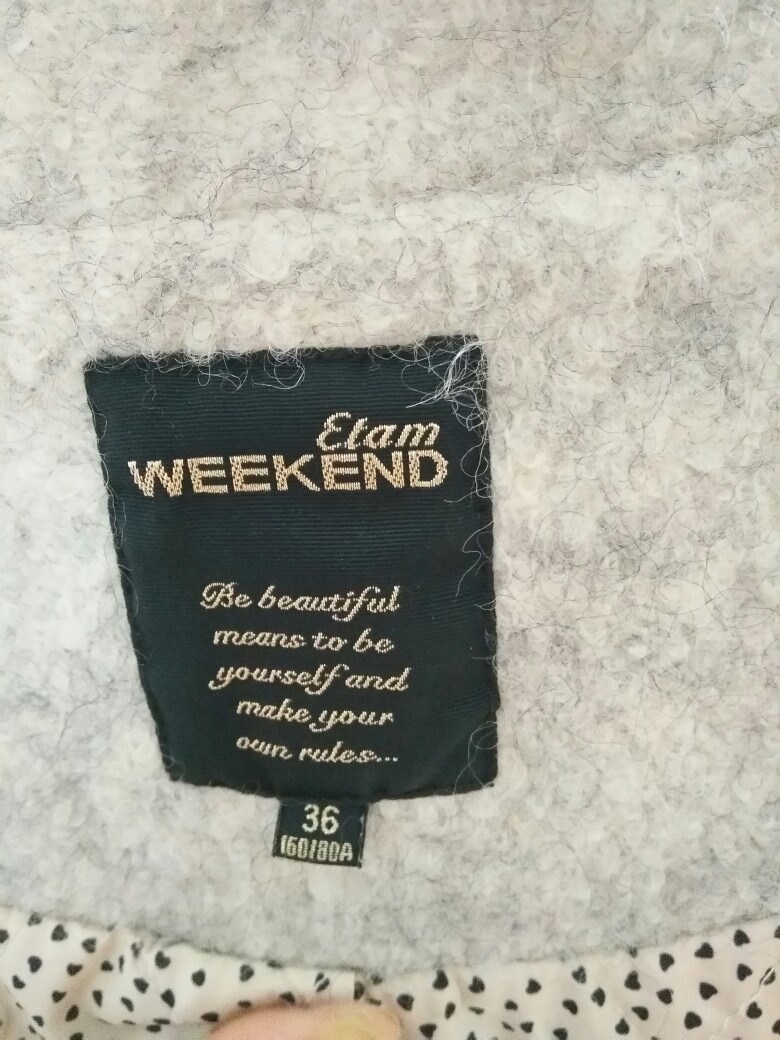 Etam
WEEKEND
Be beautiful
means to be
yourself and
make your
own rules...
36
160/80A